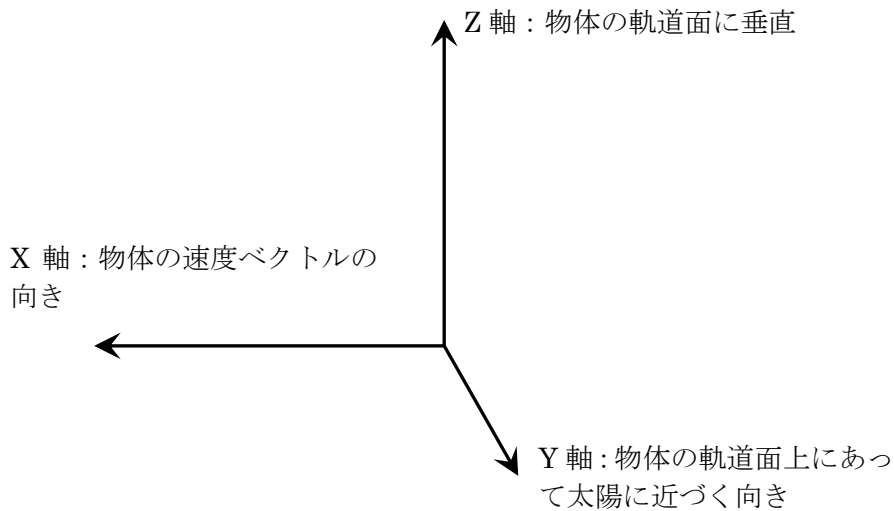 Z 軸：物体の軌道面に垂直
X 軸：物体の速度ベクトルの
向き
Y 軸：物体の軌道面上にあっ
て太陽に近づく向き